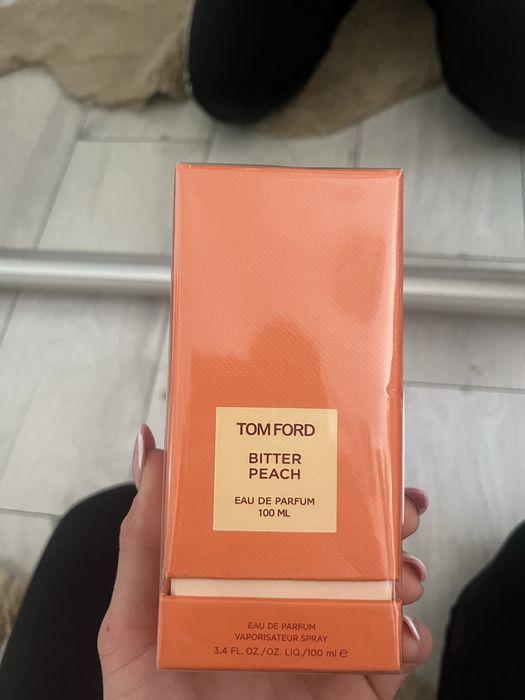 TOM FORD
BITTER
PEACH
EAU DE PARFUM
100 ML
EAU DE PARFUM
VAPORISATEUR SPRAY
3.4 FL. OZ./OZ. LIQ./100 ml ℮